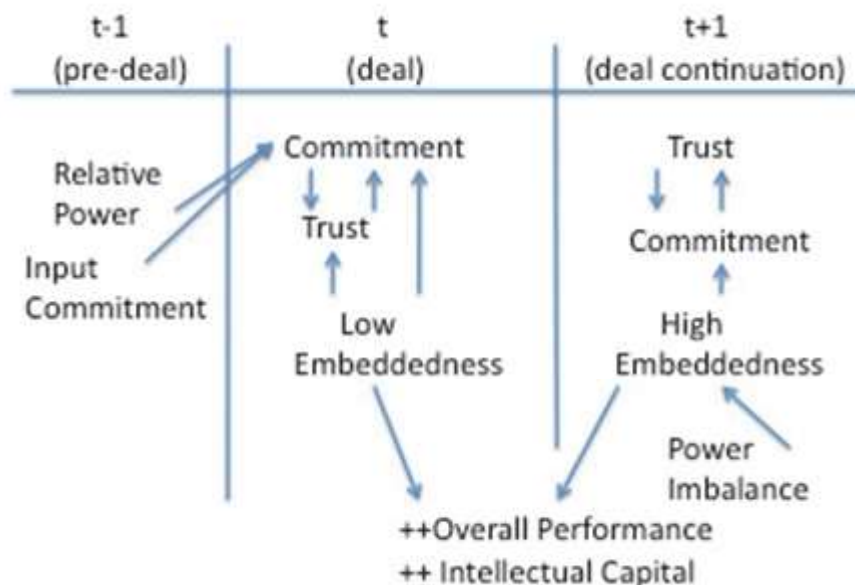 t-1
(pre-deal)
t
(deal)
t+1
(deal continuation)
Relative
Power
Input
Commitment
Commitment
Trust
Low
Embeddedness
Trust
Commitment
High
Embeddedness
Power
Imbalance
++Overall Performance
++ Intellectual Capital